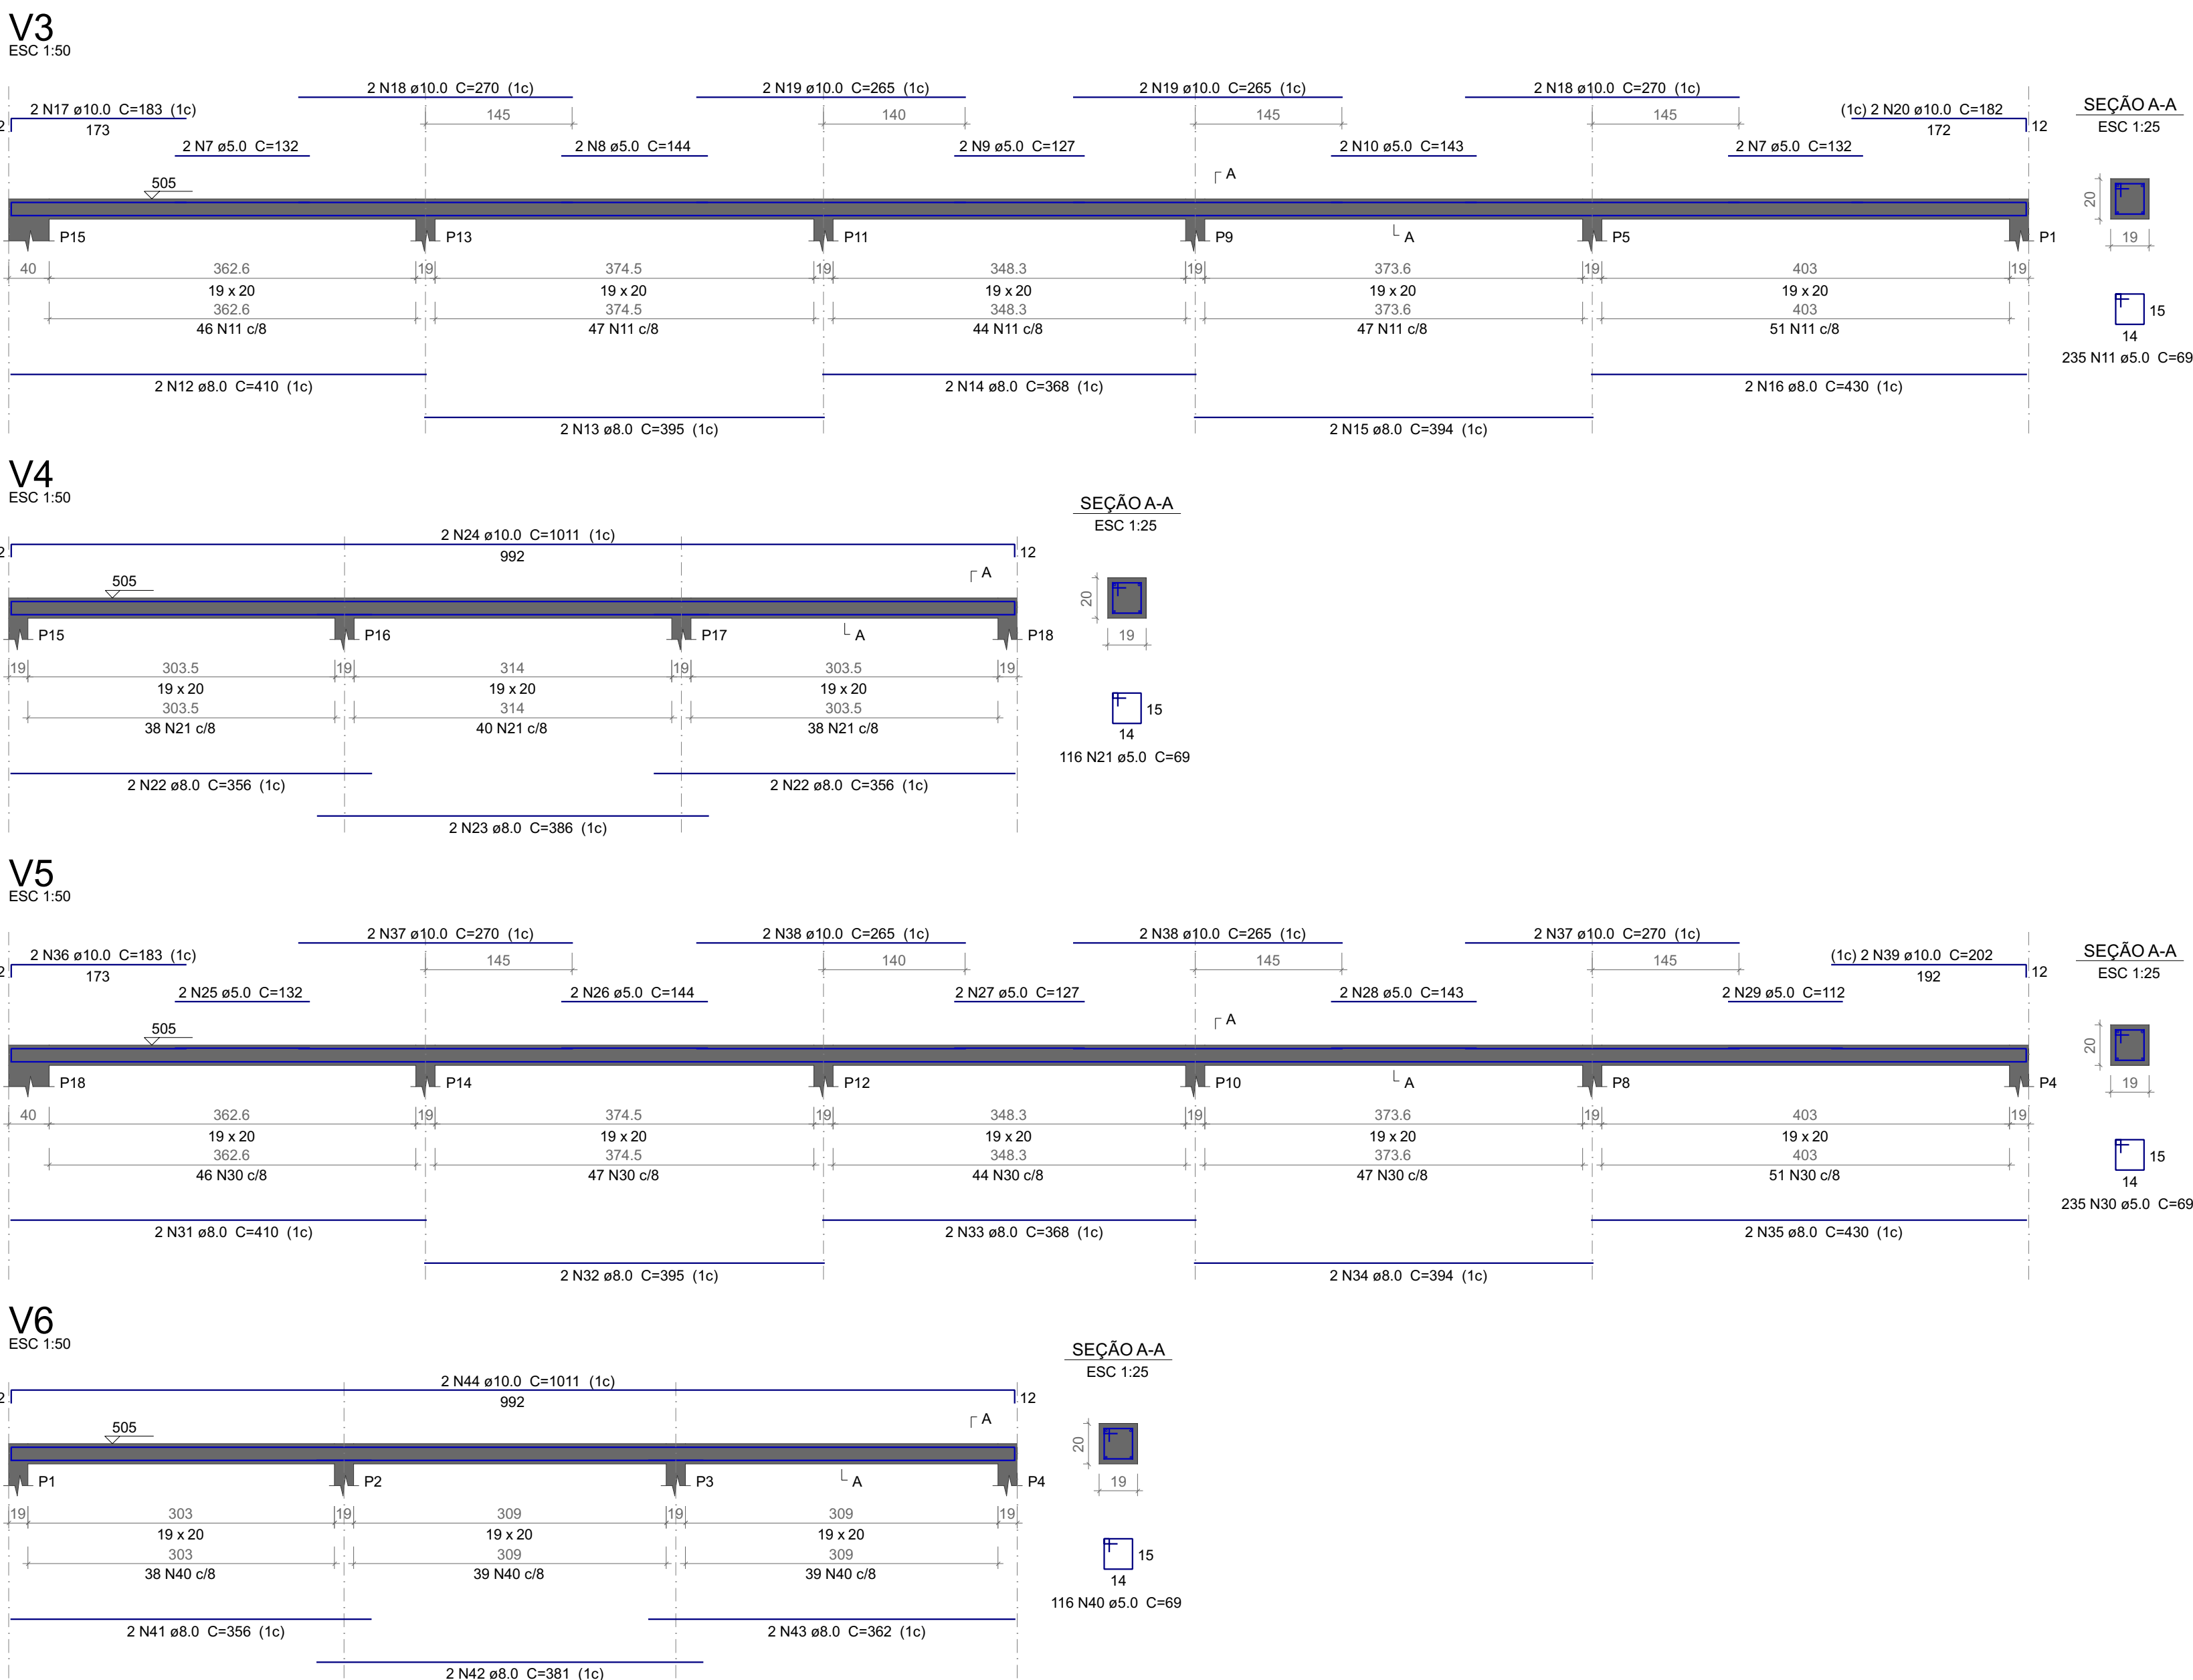 V3
ESC 1:50
2 N18 ø10.0 C=270 (1c)
2 N19 ø10.0 C=265 (1c)
2 N19 ø10.0 C=265 (1c)
2 N18 ø10.0 C=270 (1c)
2 N17 ø10.0 C=183 (1c)
145
140
145
145
(1c) 2 N20 ø10.0 C=182
SEÇÃO A-A
2
173
172
12
ESC 1:25
2 N7 ø5.0 C=132
2 N8 ø5.0 C=144
2 N9 ø5.0 C=127
2 N10 ø5.0 C=143
2 N7 ø5.0 C=132
A
505
20
P15
P13
P11
P9
A
P5
P1
19
40
362.6
19
374.5
19
348.3
19
373.6
19
403
19
19 x 20
19 x 20
19 x 20
19 x 20
19 x 20
362.6
374.5
348.3
373.6
403
15
46 N11 c/8
47 N11 c/8
44 N11 c/8
47 N11 c/8
51 N11 c/8
14
235 N11 ø5.0 C=69
2 N12 ø8.0 C=410 (1c)
2 N14 ø8.0 C=368 (1c)
2 N16 ø8.0 C=430 (1c)
2 N13 ø8.0 C=395 (1c)
2 N15 ø8.0 C=394 (1c)
V4
ESC 1:50
SEÇÃO A-A
ESC 1:25
2 N24 ø10.0 C=1011 (1c)
2
992
12
A
505
20
P15
P16
P17
A
P18
19
19
303.5
19
314
19
303.5
19
19 x 20
19 x 20
19 x 20
303.5
314
303.5
15
38 N21 c/8
40 N21 c/8
38 N21 c/8
14
116 N21 ø5.0 C=69
2 N22 ø8.0 C=356 (1c)
2 N22 ø8.0 C=356 (1c)
2 N23 ø8.0 C=386 (1c)
V5
ESC 1:50
2 N37 ø10.0 C=270 (1c)
2 N38 ø10.0 C=265 (1c)
2 N38 ø10.0 C=265 (1c)
2 N37 ø10.0 C=270 (1c)
2 N36 ø10.0 C=183 (1c)
145
140
145
145
(1c) 2 N39 ø10.0 C=202
SEÇÃO A-A
2
173
192
12
ESC 1:25
2 N25 ø5.0 C=132
2 N26 ø5.0 C=144
2 N27 ø5.0 C=127
2 N28 ø5.0 C=143
2 N29 ø5.0 C=112
A
505
20
P18
P14
P12
P10
A
P8
P4
19
40
362.6
19
374.5
19
348.3
19
373.6
19
403
19
19 x 20
19 x 20
19 x 20
19 x 20
19 x 20
362.6
374.5
348.3
373.6
403
15
46 N30 c/8
47 N30 c/8
44 N30 c/8
47 N30 c/8
51 N30 c/8
14
235 N30 ø5.0 C=69
2 N31 ø8.0 C=410 (1c)
2 N33 ø8.0 C=368 (1c)
2 N35 ø8.0 C=430 (1c)
2 N32 ø8.0 C=395 (1c)
2 N34 ø8.0 C=394 (1c)
V6
ESC 1:50
SEÇÃO A-A
ESC 1:25
2 N44 ø10.0 C=1011 (1c)
2
992
12
A
505
20
P1
P2
P3
A
P4
19
19
303
19
309
19
309
19
19 x 20
19 x 20
19 x 20
303
309
309
15
38 N40 c/8
39 N40 c/8
39 N40 c/8
14
116 N40 ø5.0 C=69
2 N41 ø8.0 C=356 (1c)
2 N43 ø8.0 C=362 (1c)
2 N42 ø8.0 C=381 (1c)